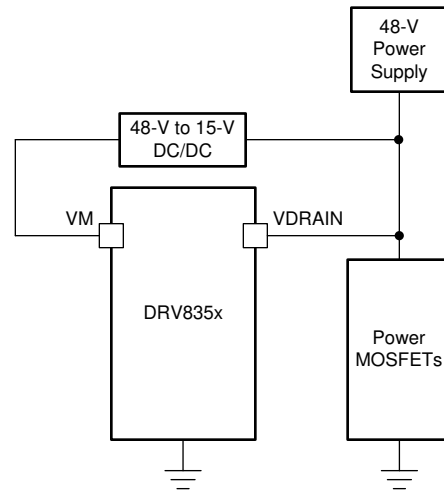 48-V
Power
Supply
48-V to 15-V
DC/DC
VM
VDRAIN
DRV835x
Power
MOSFETs